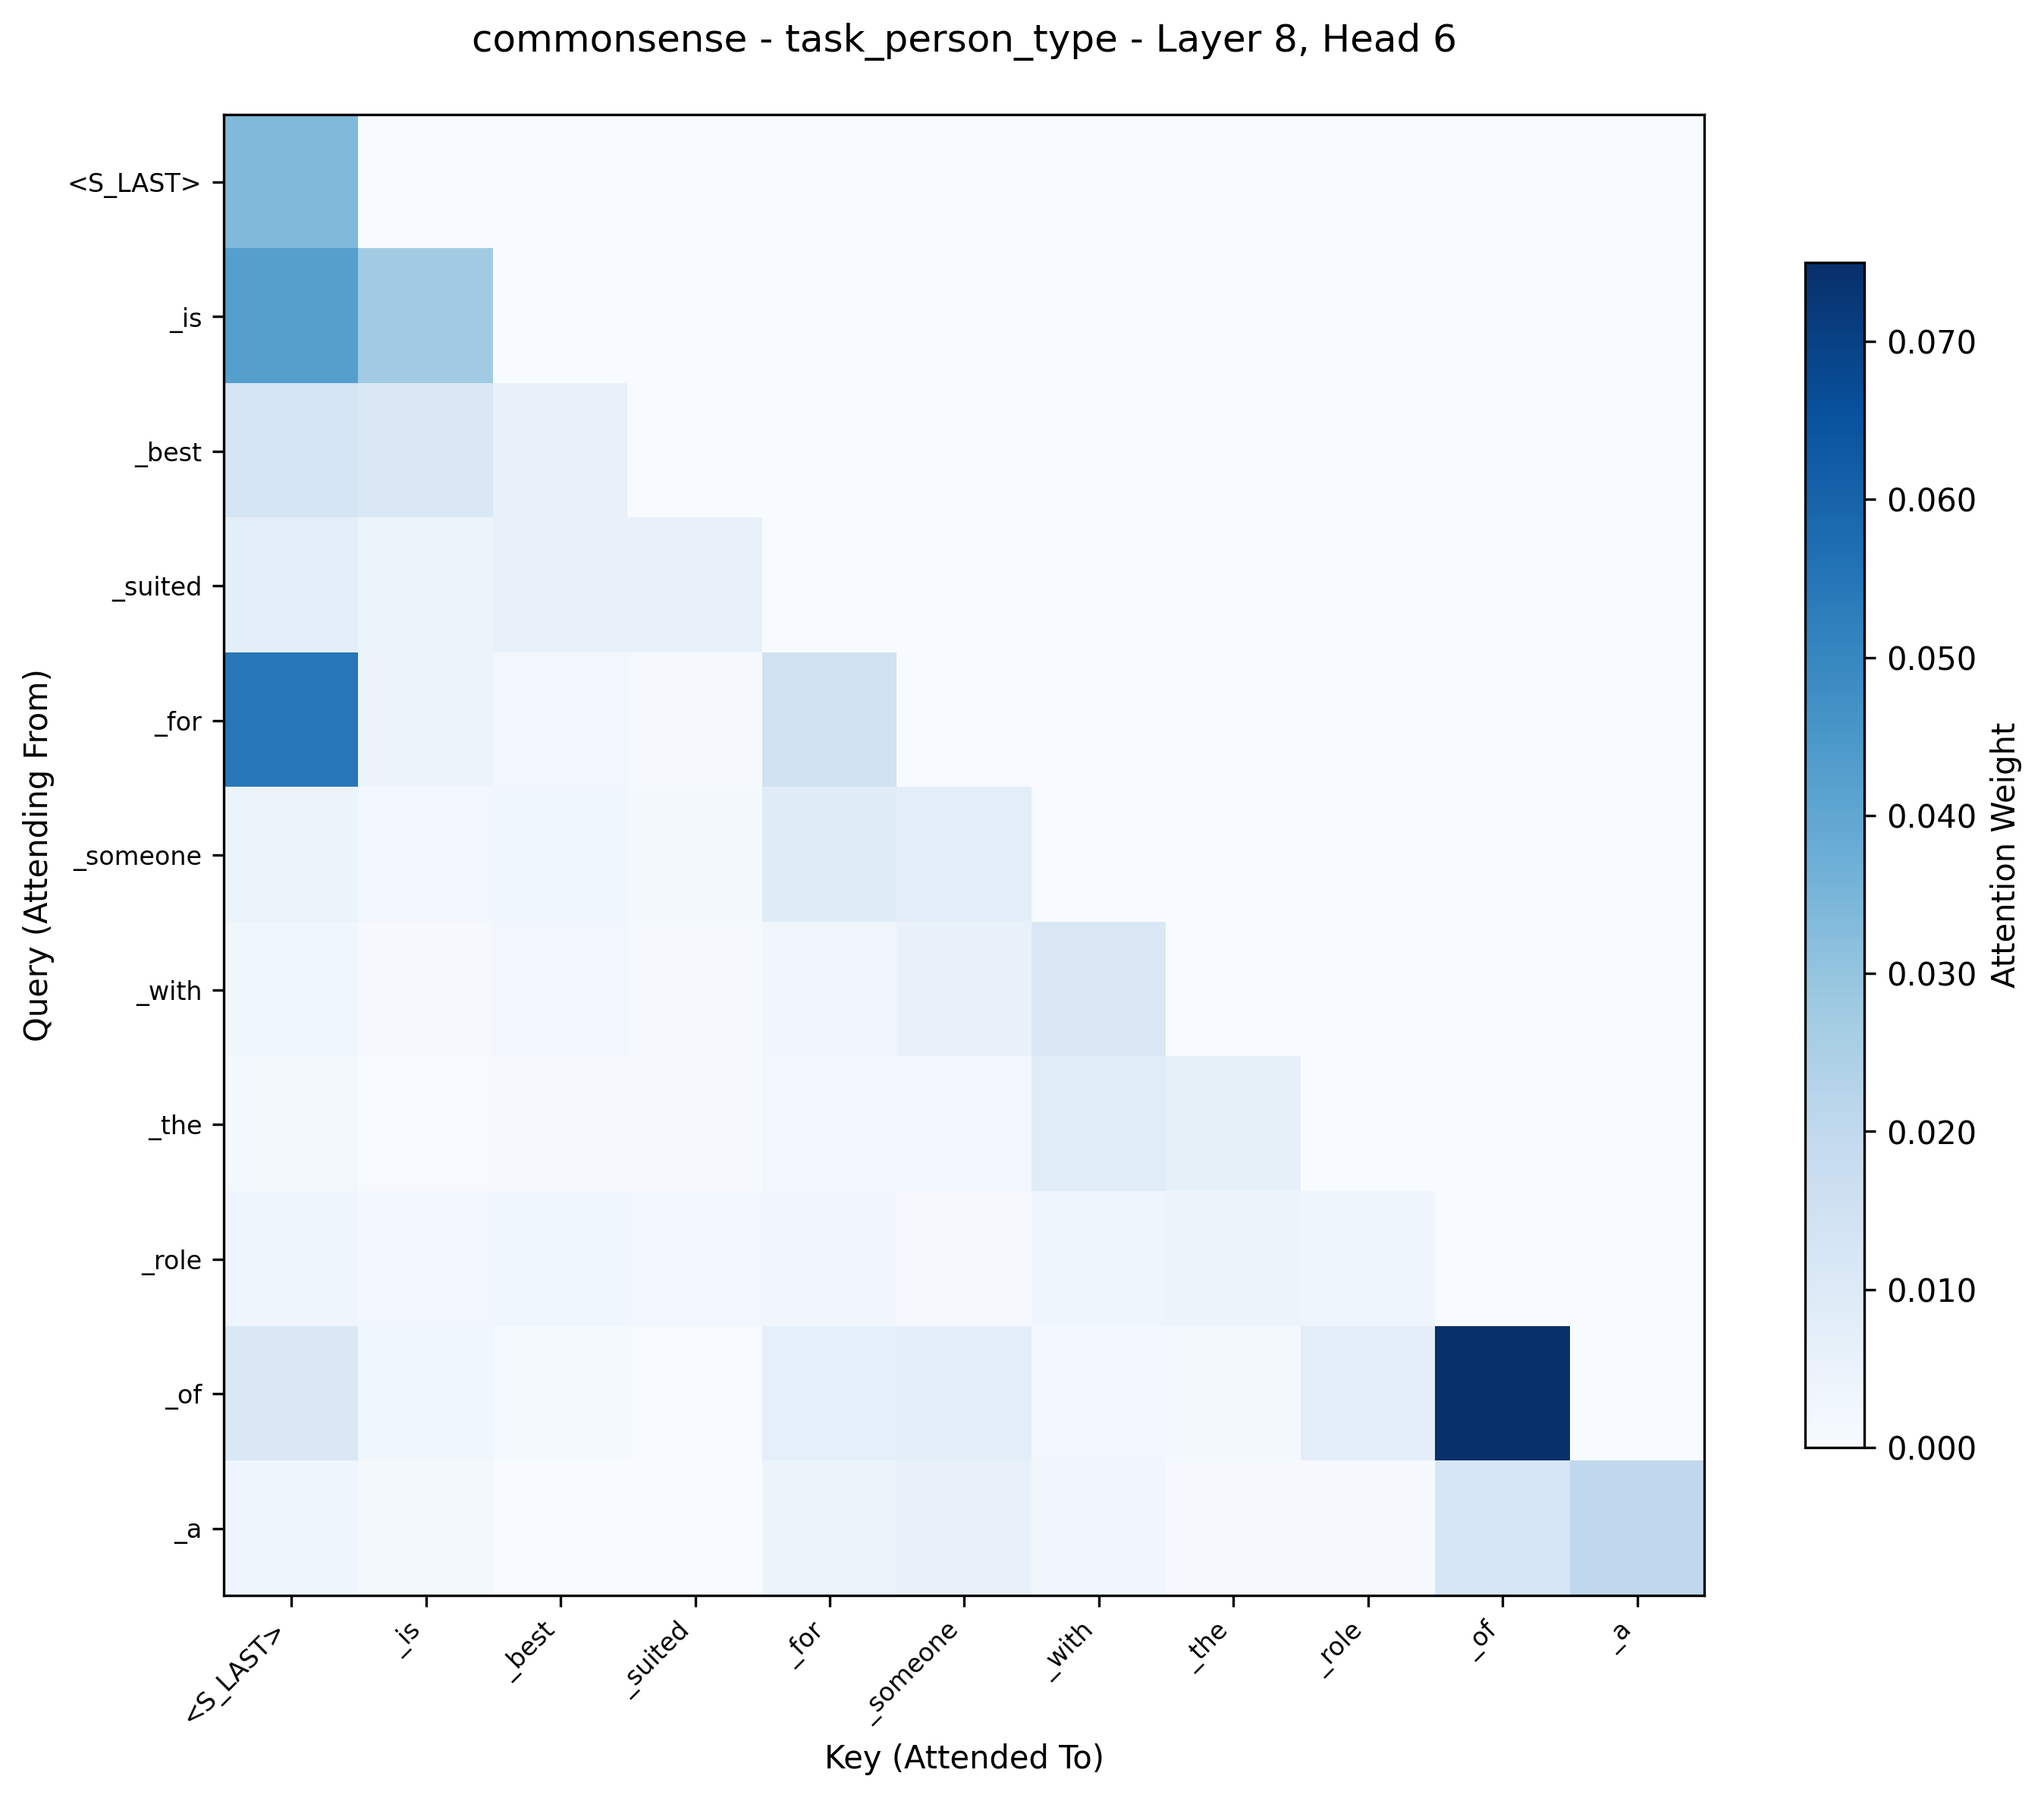 commonsense - task_person_type - Layer 8, Head 6
Query (Attending From)
<S_LAST>
_is
_best
_suited
_for
_someone
_with
_the
_role
_of
_a
<S_LAST>
_is
_best
_suited
_for
_someone
_with
_the
_role
_of
_a
Key (Attended To)
0.070
0.060
0.050
0.040
0.030
0.020
0.010
0.000
Attention Weight